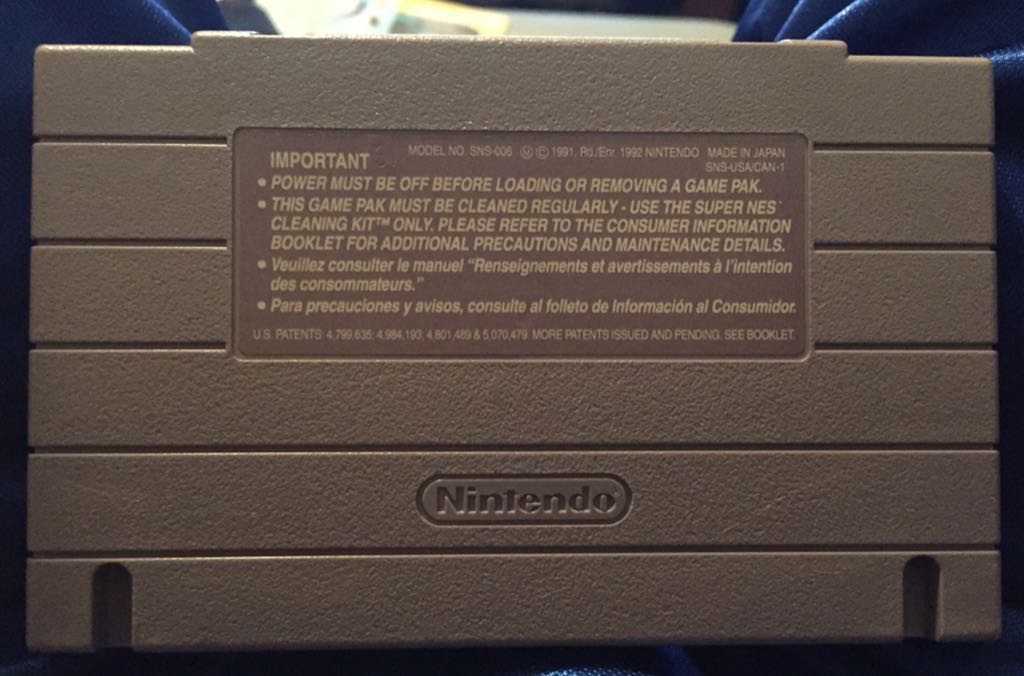 IMPORTANT MODEL NO. SNS-006 Ⓜ © 1991, Rd./Enr. 1992 NINTENDO MADE IN JAPAN
SNS-USA/CAN-1
• POWER MUST BE OFF BEFORE LOADING OR REMOVING A GAME PAK.
• THIS GAME PAK MUST BE CLEANED REGULARLY - USE THE SUPER NES
CLEANING KIT™ ONLY. PLEASE REFER TO THE CONSUMER INFORMATION
BOOKLET FOR ADDITIONAL PRECAUTIONS AND MAINTENANCE DETAILS.
• Veuillez consulter le manuel “Renseignements et avertissements à l’intention
des consommateurs.”
• Para precauciones y avisos, consulte al folleto de Información al Consumidor.
U.S. PATENTS: 4,799,635; 4,984,193; 4,801,489 & 5,070,479. MORE PATENTS ISSUED AND PENDING. SEE BOOKLET.
Nintendo